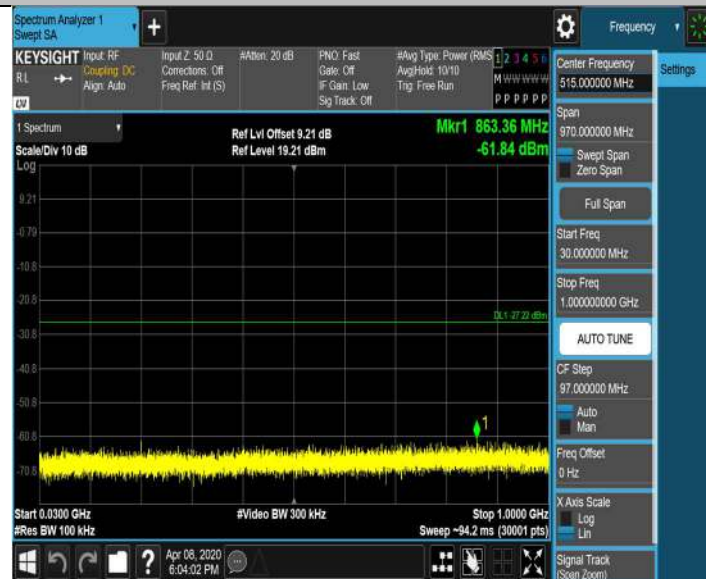 Spectrum Analyzer 1
Swept SA
+
Frequency
KEYSIGHT Input: RF
Coupling: DC
Align: Auto
RL
Input Z: 50 Ω
Corrections: Off
Freq Ref: Int (S)
#Atten: 20 dB
PNO: Fast
Gate: Off
IF Gain: Low
Sig Track: Off
#Avg Type: Power (RMS
Avg|Hold: 10/10
Trig: Free Run
1 2 3 4 5 6
M W W W W W
P P P P P P
Center Frequency
515.000000 MHz
Settings
Span
970.000000 MHz
Swept Span
Zero Span
Full Span
Start Freq
30.000000 MHz
Stop Freq
1.000000000 GHz
AUTO TUNE
CF Step
97.000000 MHz
Auto
Man
Freq Offset
0 Hz
X Axis Scale
Log
Lin
Signal Track
(Span Zoom)
1 Spectrum
Scale/Div 10 dB
Log
Ref Lvl Offset 9.21 dB
Ref Level 19.21 dBm
Mkr1 863.36 MHz
-61.84 dBm
9.21
-0.79
-10.8
-20.8
-30.8
-40.8
-50.8
-60.8
-70.8
DL1 -27.22 dBm
1
Start 0.0300 GHz
#Res BW 100 kHz
#Video BW 300 kHz
Stop 1.0000 GHz
Sweep ~94.2 ms (30001 pts)
?
Apr 08, 2020
6:04:02 PM